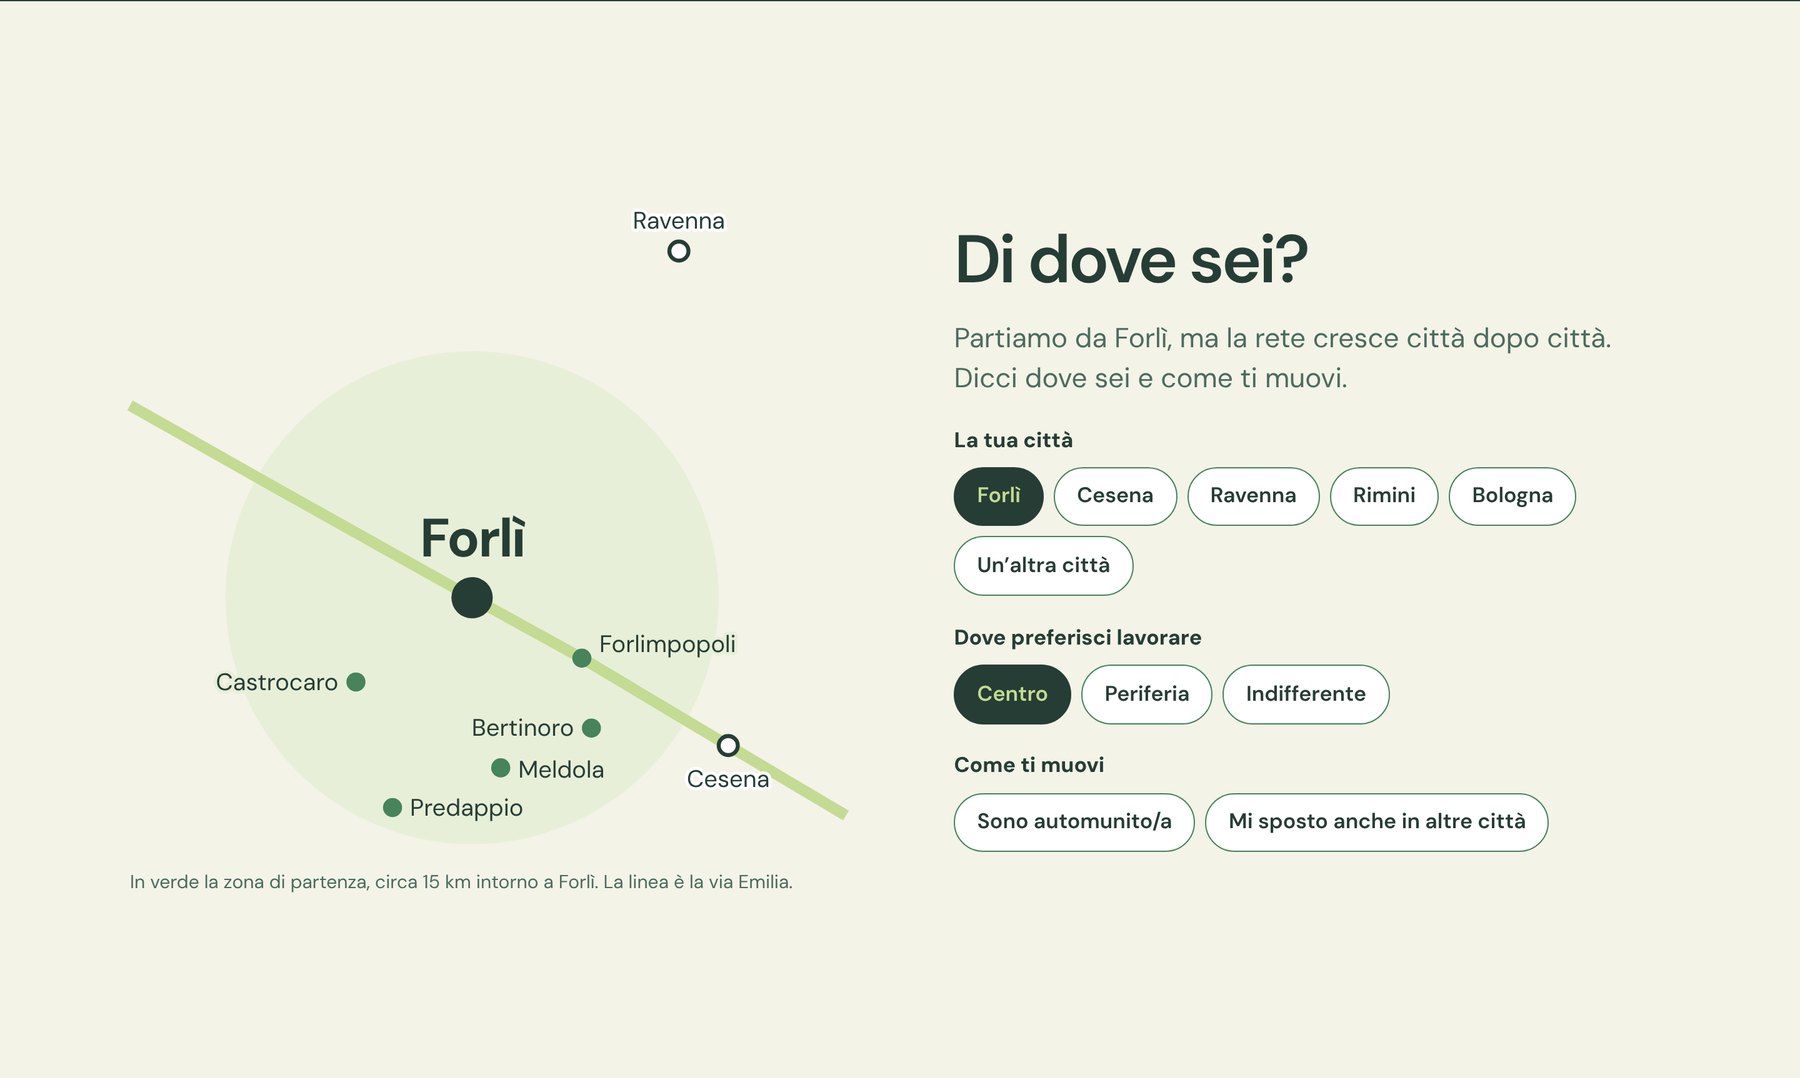 Ravenna
Forlì
Forlimpopoli
Castrocaro
Bertinoro
Meldola
Cesena
Predappio
In verde la zona di partenza, circa 15 km intorno a Forlì. La linea è la via Emilia.
Di dove sei?
Partiamo da Forlì, ma la rete cresce città dopo città.
Dicci dove sei e come ti muovi.
La tua città
Forlì Cesena Ravenna Rimini Bologna
Un’altra città
Dove preferisci lavorare
Centro Periferia Indifferente
Come ti muovi
Sono automunito/a Mi sposto anche in altre città